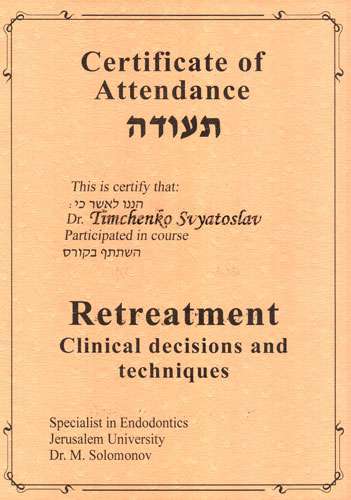 Certificate of
Attendance
תעודה
This is certify that:
הננו לאשר כי:
Dr. Timchenko Svyatoslav
Participated in course
השתתף בקורס
Retreatment
Clinical decisions and
techniques
Specialist in Endodontics
Jerusalem University
Dr. M. Solomonov